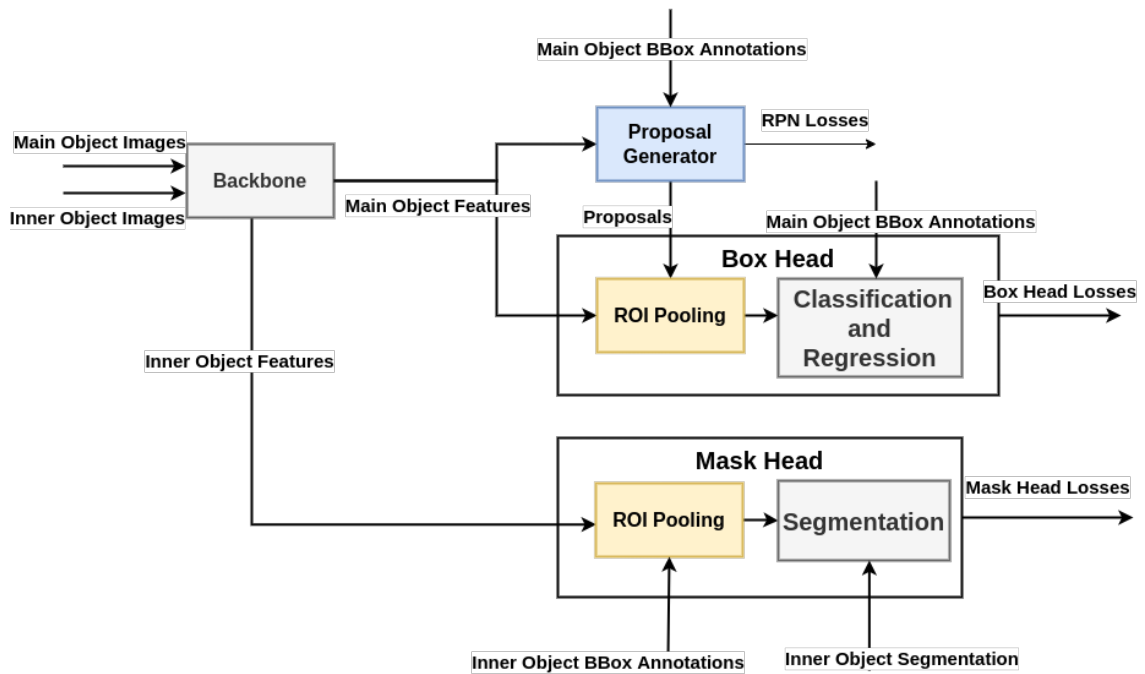 Main Object BBox Annotations
Main Object Images
Inner Object Images
Backbone
Proposal
Generator
RPN Losses
Main Object Features
Proposals
Main Object BBox Annotations
Box Head
ROI Pooling
Classification
and
Regression
Box Head Losses
Inner Object Features
Mask Head
ROI Pooling
Segmentation
Mask Head Losses
Inner Object BBox Annotations
Inner Object Segmentation